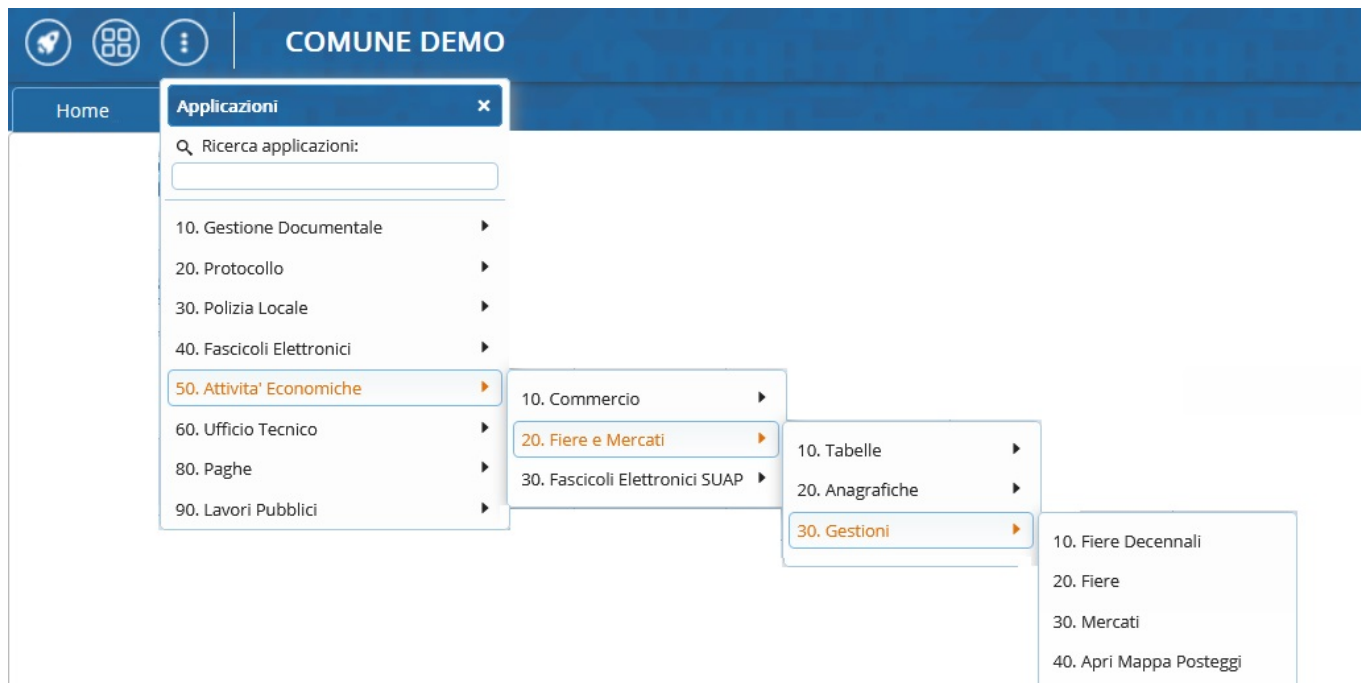 COMUNE DEMO
Home
Applicazioni
Ricerca applicazioni:
10. Gestione Documentale
20. Protocollo
30. Polizia Locale
40. Fascicoli Elettronici
50. Attivita' Economiche
60. Ufficio Tecnico
80. Paghe
90. Lavori Pubblici
10. Commercio
20. Fiere e Mercati
30. Fascicoli Elettronici SUAP
10. Tabelle
20. Anagrafiche
30. Gestioni
10. Fiere Decennali
20. Fiere
30. Mercati
40. Apri Mappa Posteggi